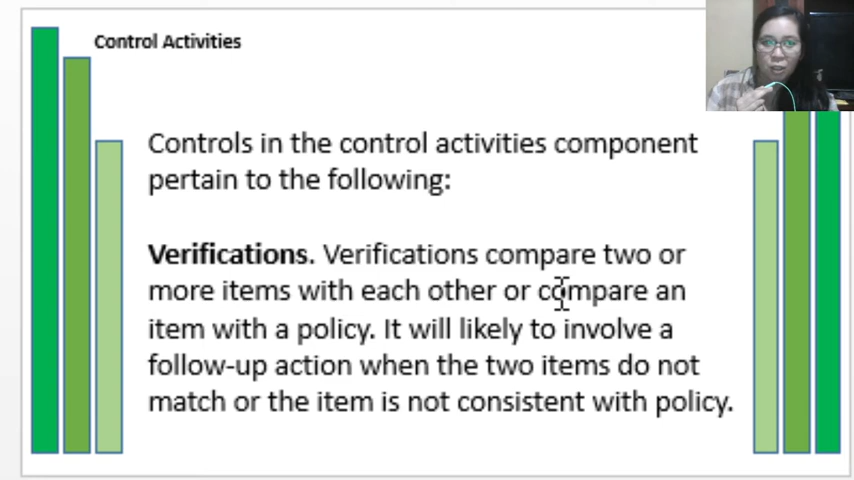 Control Activities
Controls in the control activities component
pertain to the following:
Verifications. Verifications compare two or
more items with each other or compare an
item with a policy. It will likely to involve a
follow-up action when the two items do not
match or the item is not consistent with policy.